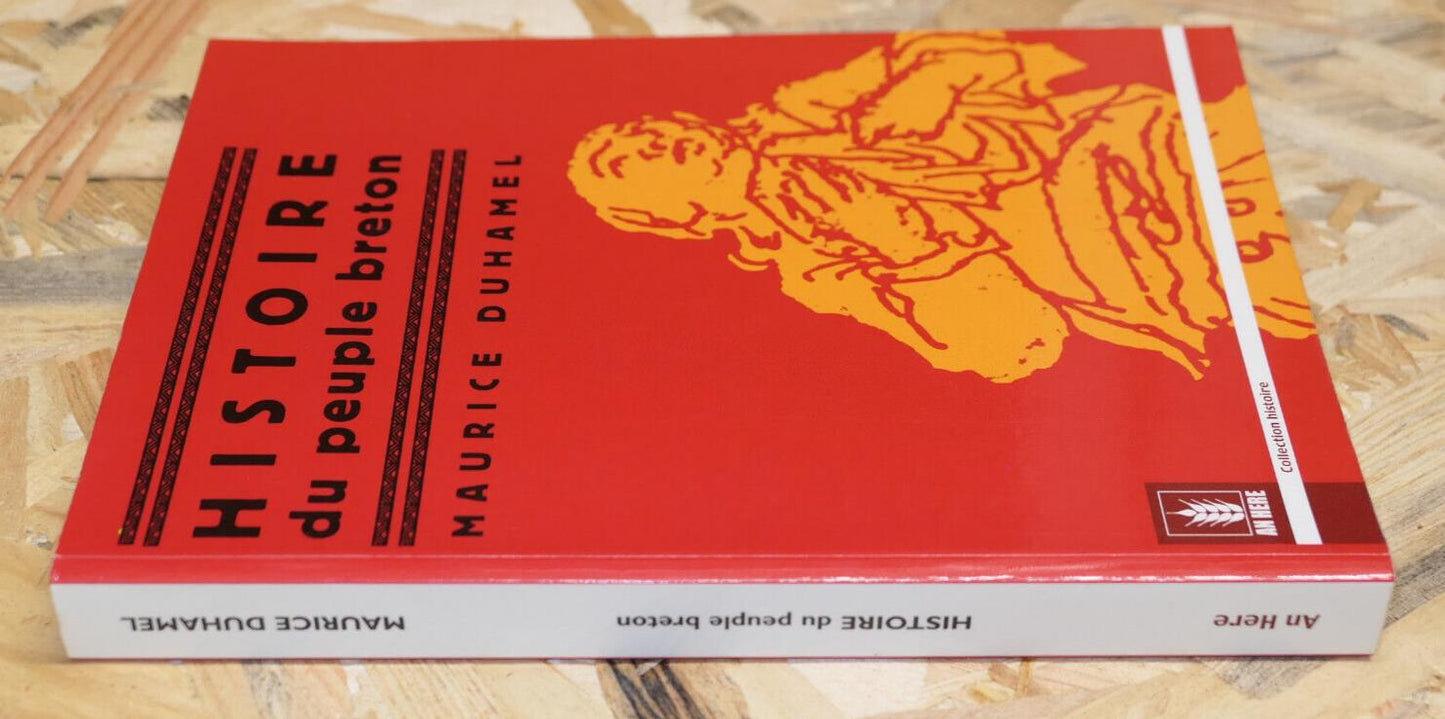 HISTOIRE
du peuple breton
MAURICE DUHAMEL
Collection histoire
AN HERE
MAURICE DUHAMEL
HISTOIRE du peuple breton
An Here